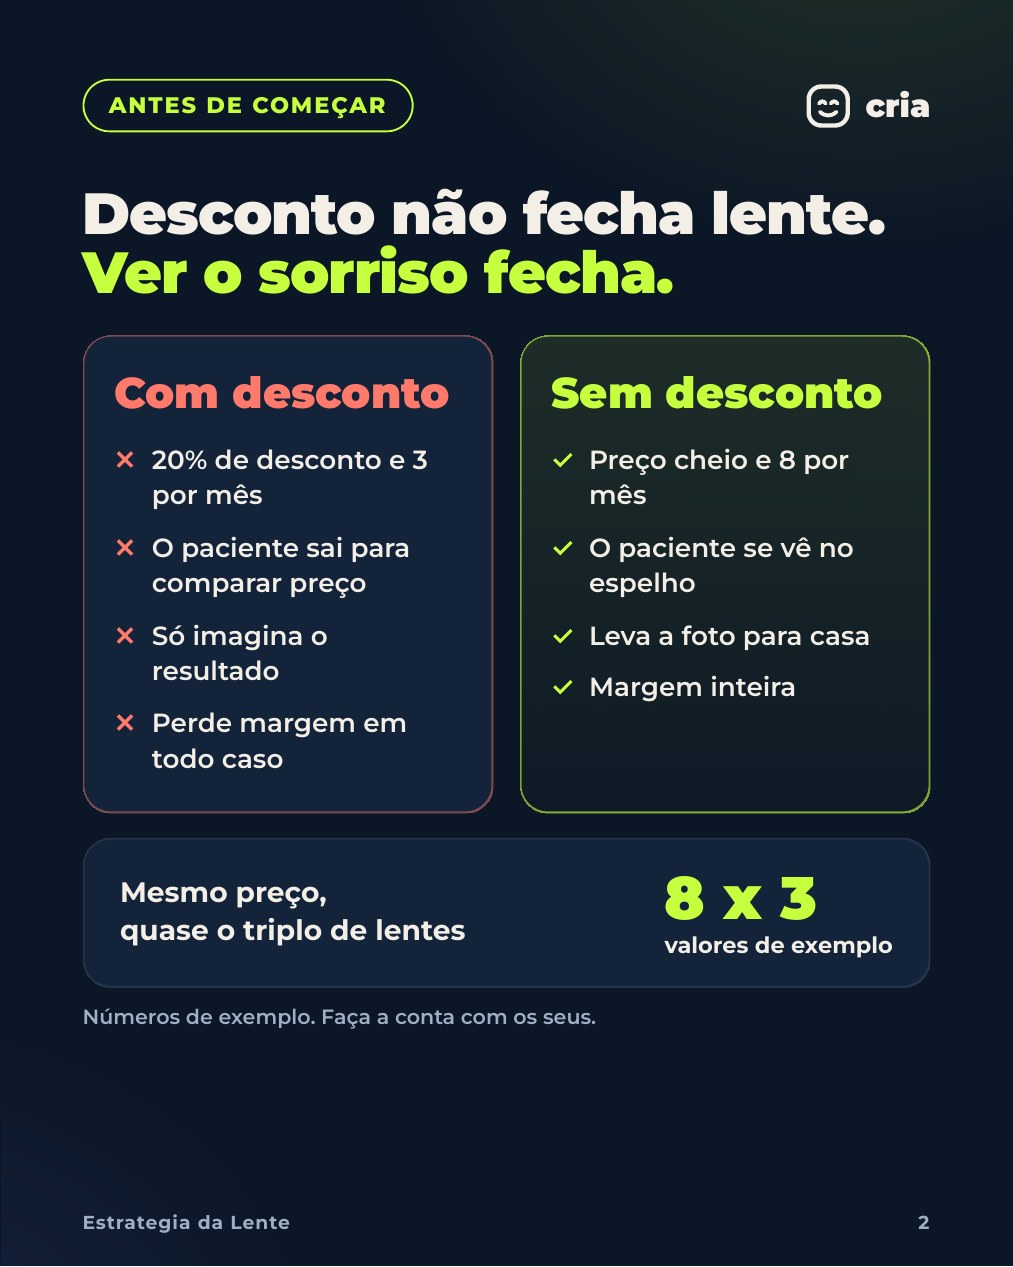 ANTES DE COMEÇAR
cria
Desconto não fecha lente.
Ver o sorriso fecha.
Com desconto
20% de desconto e 3
por mês
O paciente sai para
comparar preço
Só imagina o
resultado
Perde margem em
todo caso
Sem desconto
Preço cheio e 8 por
mês
O paciente se vê no
espelho
Leva a foto para casa
Margem inteira
Mesmo preço,
quase o triplo de lentes
8 x 3
valores de exemplo
Números de exemplo. Faça a conta com os seus.
Estrategia da Lente
2